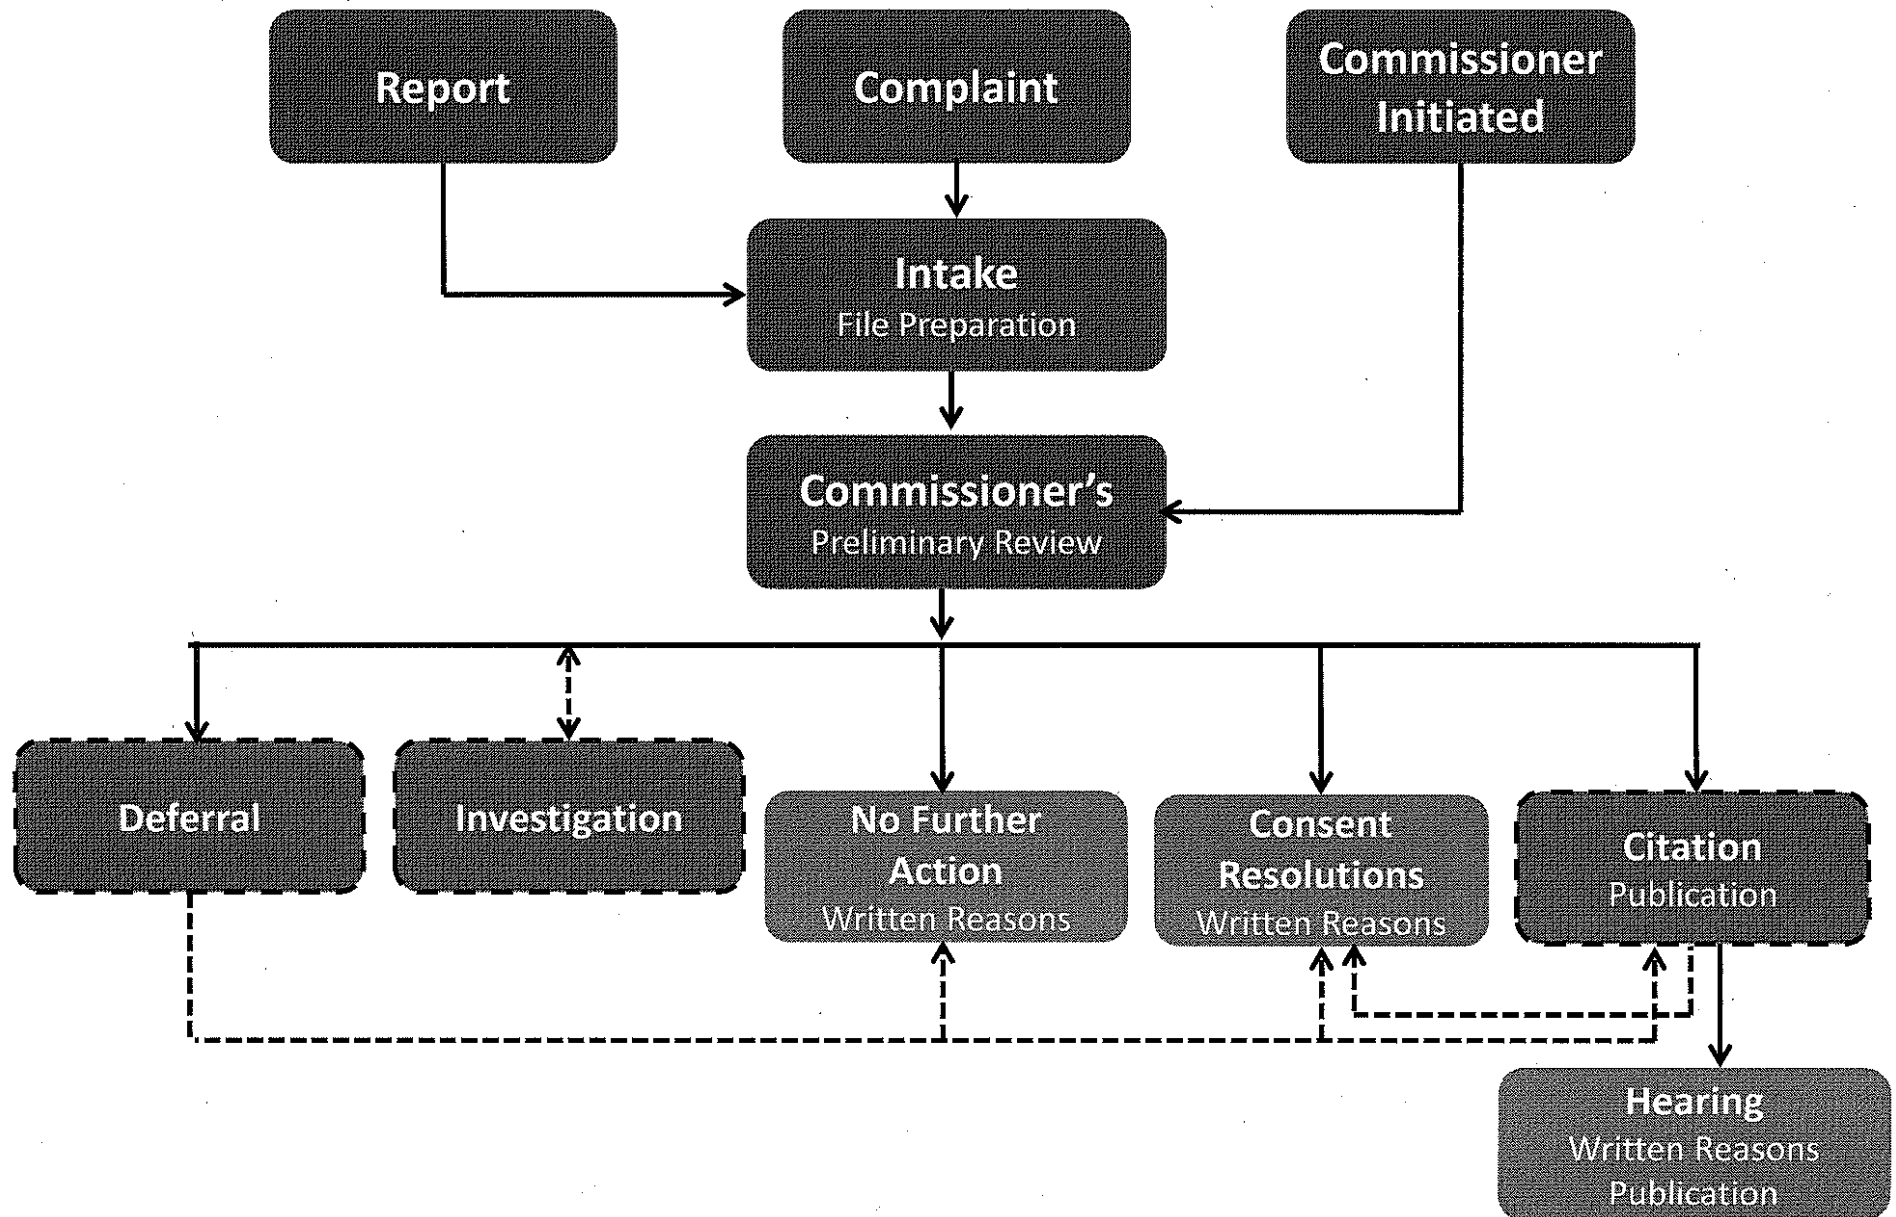 Report
Complaint
Commissioner
Initiated
Intake
File Preparation
Commissioner's
Preliminary Review
Deferral
Investigation
No Further
Action
Written Reasons
Consent
Resolutions
Written Reasons
Citation
Publication
Hearing
Written Reasons
Publication